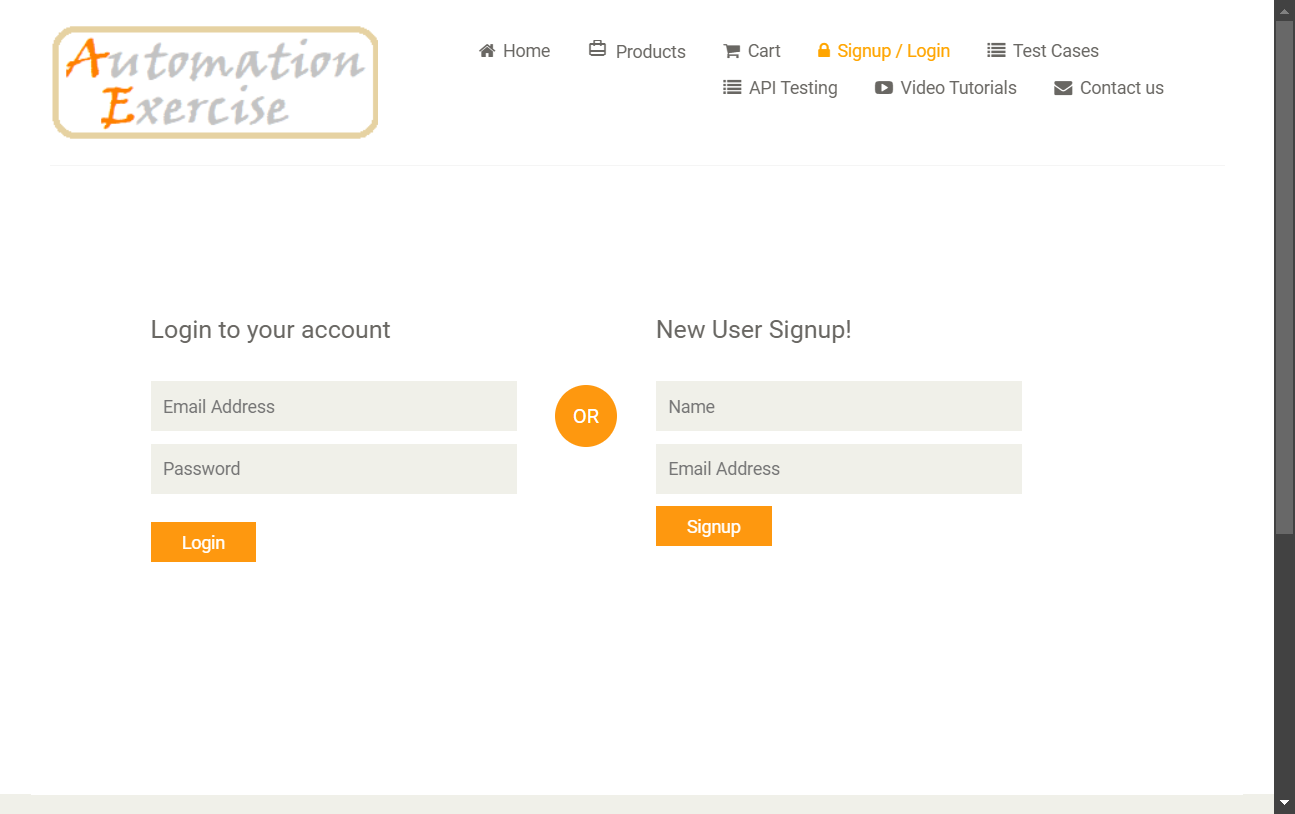 Automation
Exercise
Home Products Cart Signup / Login Test Cases
API Testing Video Tutorials Contact us
Login to your account
Email Address
Password
Login
OR
New User Signup!
Name
Email Address
Signup